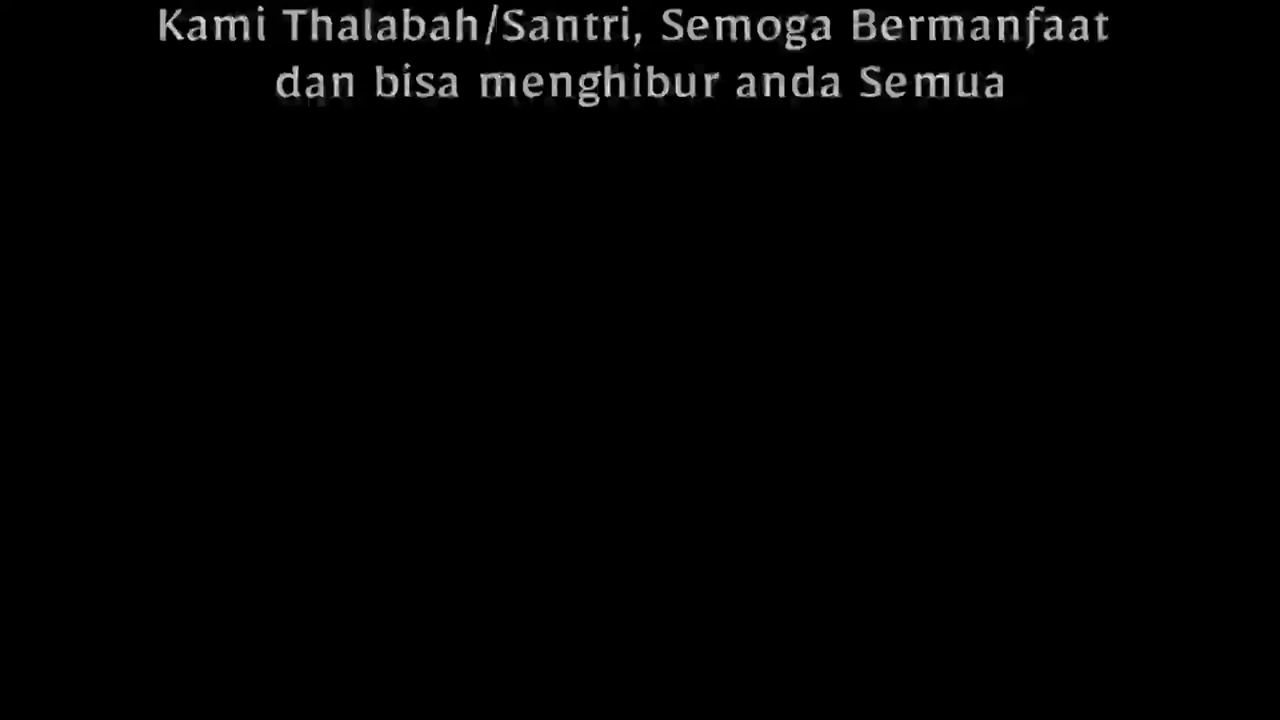 Kami Thalabah/Santri, Semoga Bermanfaat
dan bisa menghibur anda Semua